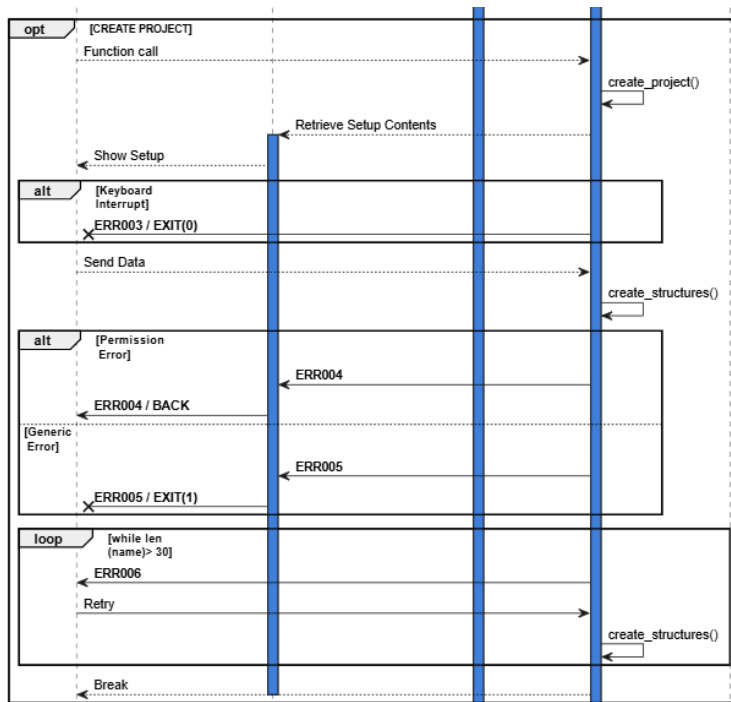 opt [CREATE PROJECT]
Function call
create_project()
Retrieve Setup Contents
Show Setup
alt [Keyboard
Interrupt]
ERR003 / EXIT(0)
Send Data
create_structures()
alt [Permission
Error]
ERR004
ERR004 / BACK
[Generic
Error]
ERR005
ERR005 / EXIT(1)
loop [while len
(name)> 30]
ERR006
Retry
create_structures()
Break